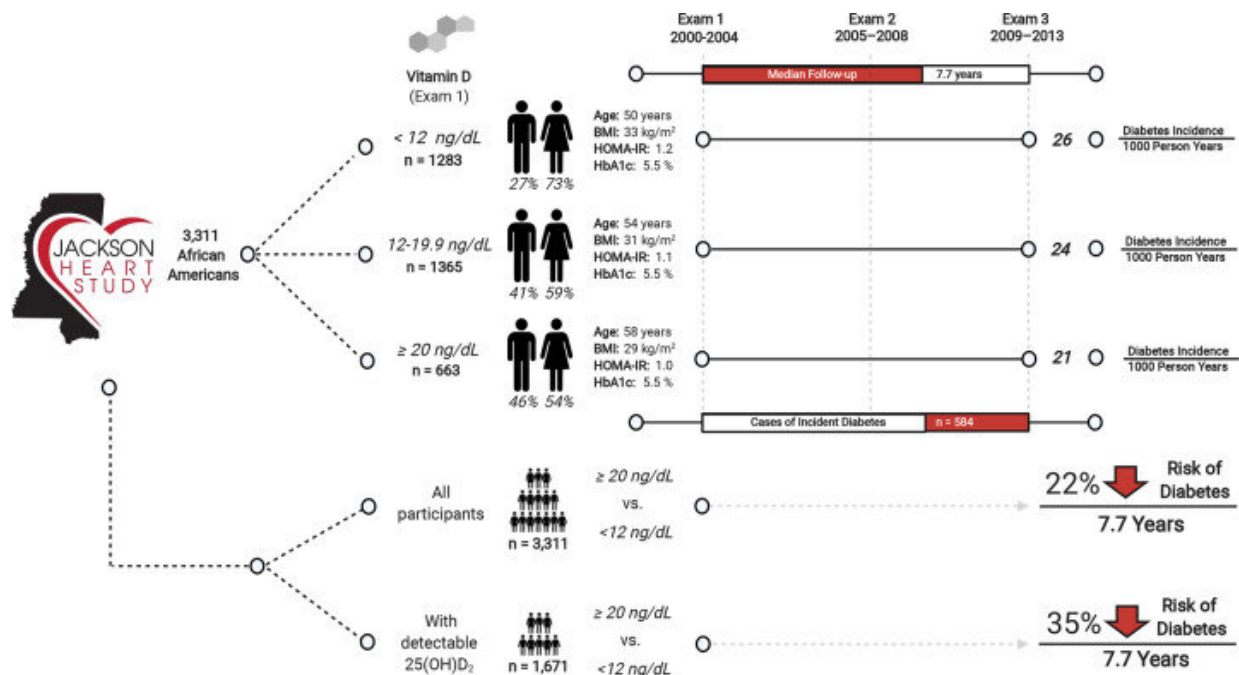 Exam 1
2000-2004
Exam 2
2005–2008
Exam 3
2009–2013
Vitamin D
(Exam 1)
Median Follow-up
7.7 years
< 12 ng/dL
n = 1283
27% 73%
Age: 50 years
BMI: 33 kg/m²
HOMA-IR: 1.2
HbA1c: 5.5 %
26
Diabetes Incidence
1000 Person Years
JACKSON
HEART
STUDY
3,311
African
Americans
12-19.9 ng/dL
n = 1365
41% 59%
Age: 54 years
BMI: 31 kg/m²
HOMA-IR: 1.1
HbA1c: 5.5 %
24
Diabetes Incidence
1000 Person Years
≥ 20 ng/dL
n = 663
46% 54%
Age: 58 years
BMI: 29 kg/m²
HOMA-IR: 1.0
HbA1c: 5.5 %
21
Diabetes Incidence
1000 Person Years
Cases of Incident Diabetes
n = 584
All
participants
n = 3,311
≥ 20 ng/dL
vs.
<12 ng/dL
22%
Risk of
Diabetes
7.7 Years
With
detectable
25(OH)D₂
n = 1,671
≥ 20 ng/dL
vs.
<12 ng/dL
35%
Risk of
Diabetes
7.7 Years